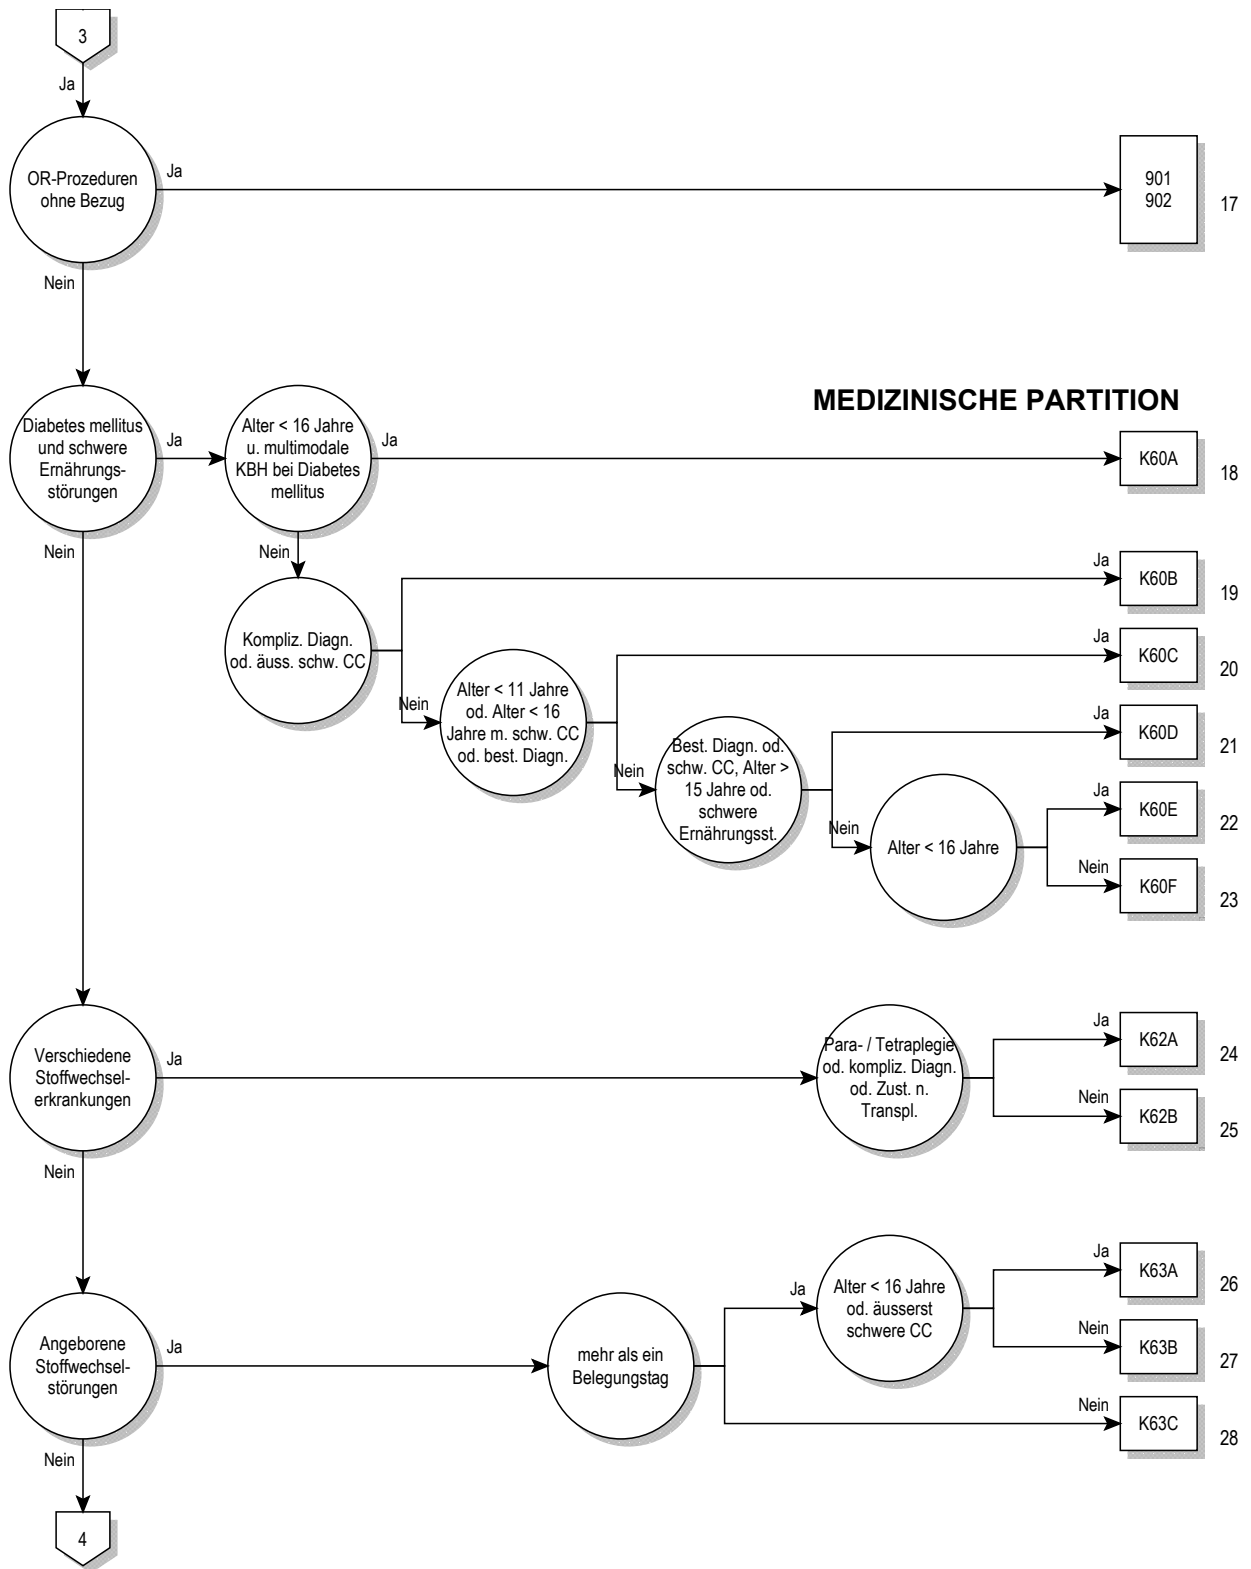 3
Ja
OR-Prozeduren
ohne Bezug
Ja
901
902
17
Nein
MEDIZINISCHE PARTITION
Diabetes mellitus
und schwere
Ernährungs-
störungen
Ja
Alter < 16 Jahre
u. multimodale
KBH bei Diabetes
mellitus
Ja
K60A
18
Nein
Nein
Kompliz. Diagn.
od. äuss. schw. CC
Ja
K60B
19
Nein
Alter < 11 Jahre
od. Alter < 16
Jahre m. schw. CC
od. best. Diagn.
Ja
K60C
20
Nein
Best. Diagn. od.
schw. CC, Alter >
15 Jahre od.
schwere
Ernährungsst.
Ja
K60D
21
Nein
Alter < 16 Jahre
Ja
K60E
22
Nein
K60F
23
Verschiedene
Stoffwechsel-
erkrankungen
Ja
Para- / Tetraplegie
od. kompliz. Diagn.
od. Zust. n.
Transpl.
Ja
K62A
24
Nein
K62B
25
Nein
Angeborene
Stoffwechsel-
störungen
Ja
mehr als ein
Belegungstag
Ja
Alter < 16 Jahre
od. äusserst
schwere CC
Ja
K63A
26
Nein
K63B
27
Nein
K63C
28
Nein
4